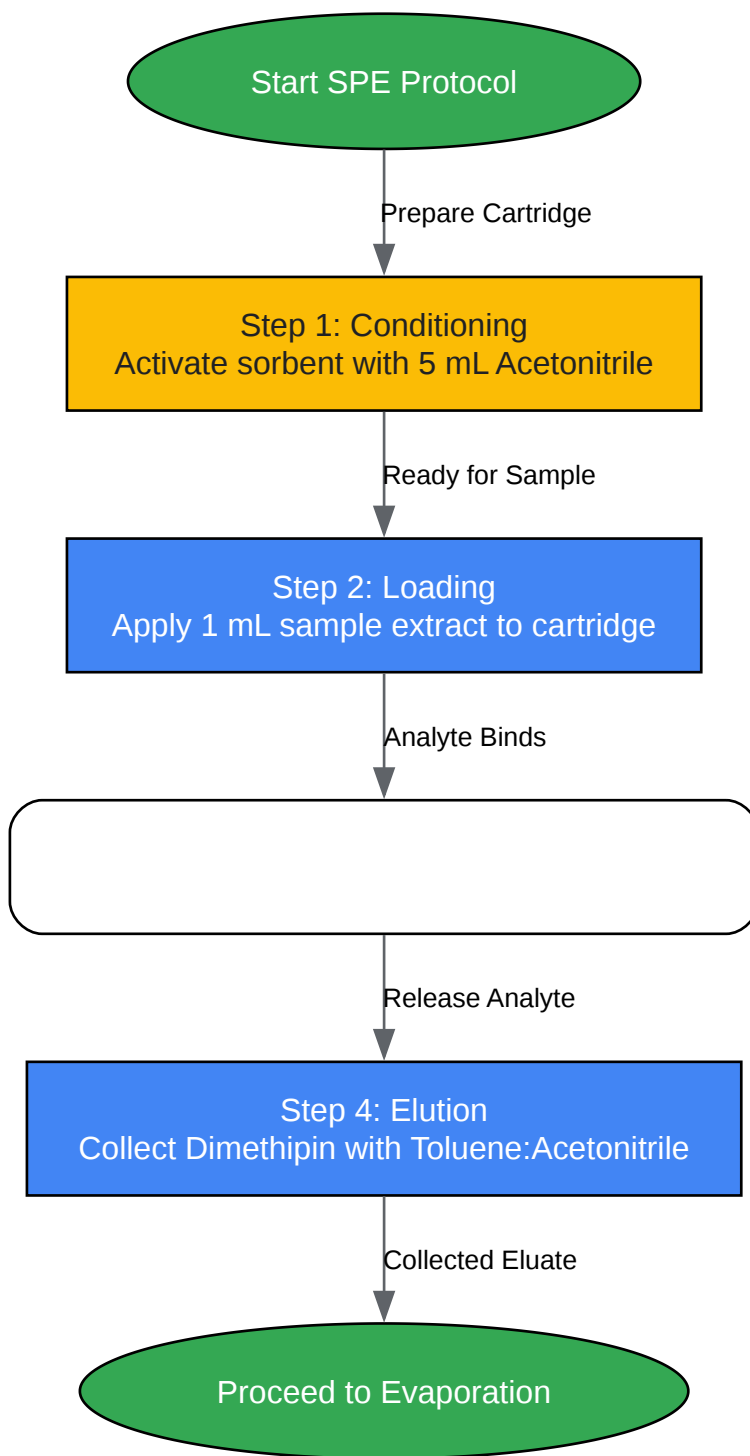 Start SPE Protocol
Prepare Cartridge
Step 1: Conditioning
Activate sorbent with 5 mL Acetonitrile
Ready for Sample
Step 2: Loading
Apply 1 mL sample extract to cartridge
Analyte Binds
Release Analyte
Step 4: Elution
Collect Dimethipin with Toluene:Acetonitrile
Collected Eluate
Proceed to Evaporation